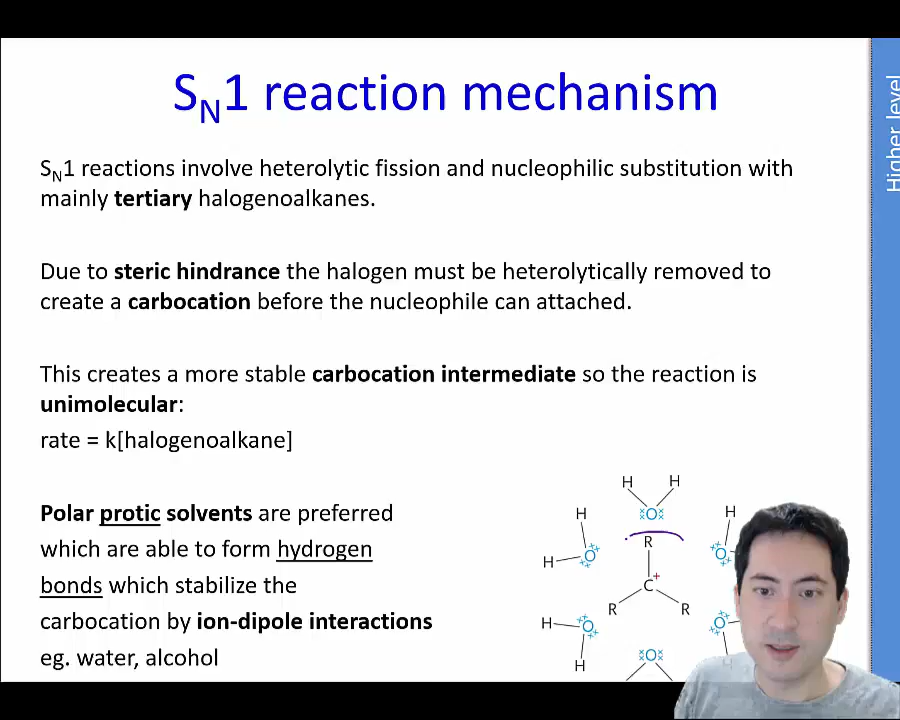 S_N1 reaction mechanism
Higher level
S_N1 reactions involve heterolytic fission and nucleophilic substitution with
mainly tertiary halogenoalkanes.
Due to steric hindrance the halogen must be heterolytically removed to
create a carbocation before the nucleophile can attached.
This creates a more stable carbocation intermediate so the reaction is
unimolecular:
rate = k[halogenoalkane]
Polar protic solvents are preferred
which are able to form hydrogen
bonds which stabilize the
carbocation by ion-dipole interactions
eg. water, alcohol
H H
O
H H
R
H O O
C+
R R
H O O
H
O